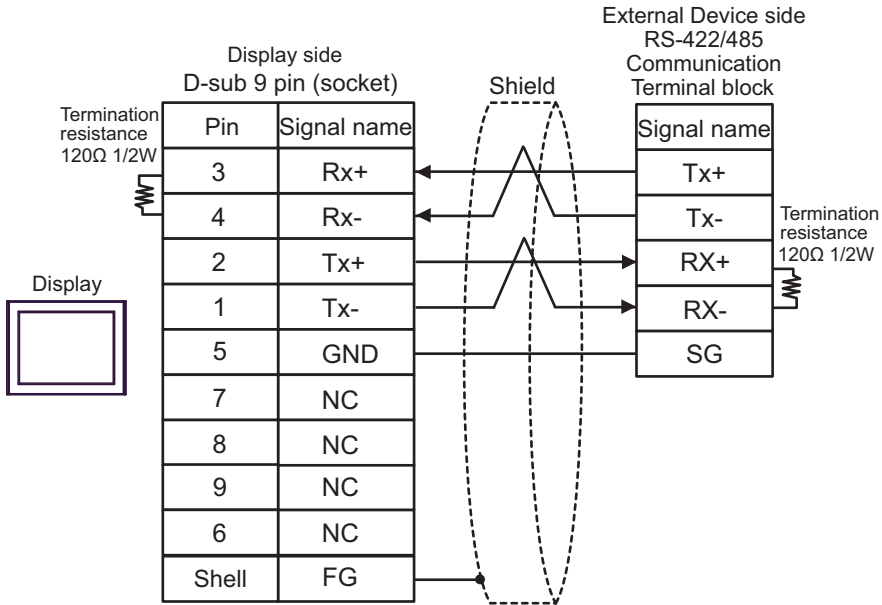 External Device side
RS-422/485
Communication
Terminal block
Display side
D-sub 9 pin (socket)
Shield
Termination
resistance
120Ω 1/2W
Pin Signal name
Signal name
3 Rx+
Tx+
4 Rx-
Tx-
Termination
resistance
120Ω 1/2W
2 Tx+
RX+
Display
1 Tx-
RX-
5 GND
SG
7 NC
8 NC
9 NC
6 NC
Shell FG